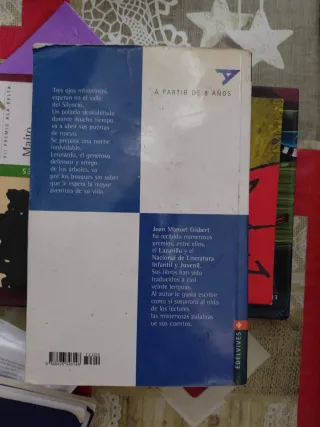 A PARTIR DE 8 AÑOS
Tres ojos misteriosos
esperan en el valle
del Silencio.
Un palacio deshabitado
durante mucho tiempo
va a abrir sus puertas
de nuevo.
Se prepara una noche
inolvidable.
Leonardo, el generoso
defensor y amigo
de los árboles, va
por los bosques sin saber
que le espera la mayor
aventura de su vida.
Joan Manuel Gisbert
ha recibido numerosos
premios, entre ellos,
el Lazarillo y el
Nacional de Literatura
Infantil y Juvenil.
Sus libros han sido
traducidos a casi
veinte lenguas.
Al autor le gusta escribir
como si susurrara al oído
de los lectores
las misteriosas palabras
de sus cuentos.
EDELVIVES